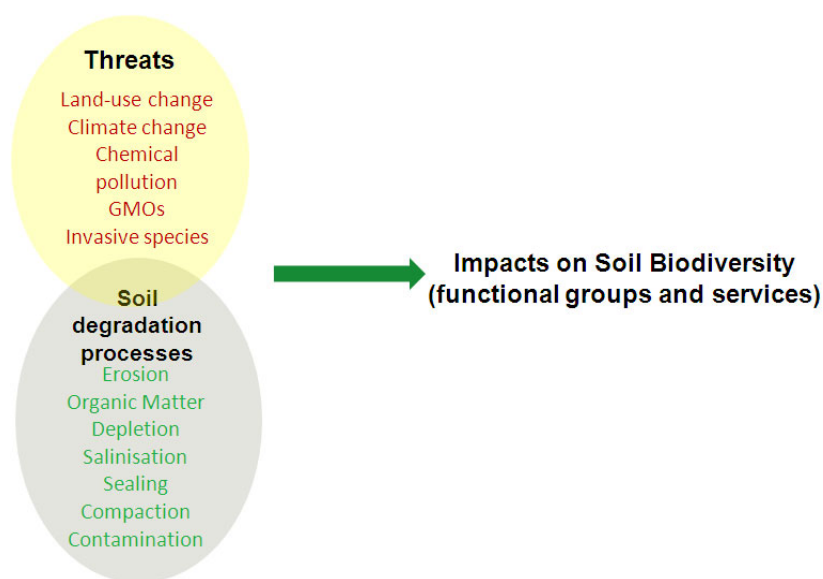 Threats
Land-use change
Climate change
Chemical
pollution
GMOs
Invasive species
Soil
degradation
processes
Erosion
Organic Matter
Depletion
Salinisation
Sealing
Compaction
Contamination
Impacts on Soil Biodiversity
(functional groups and services)